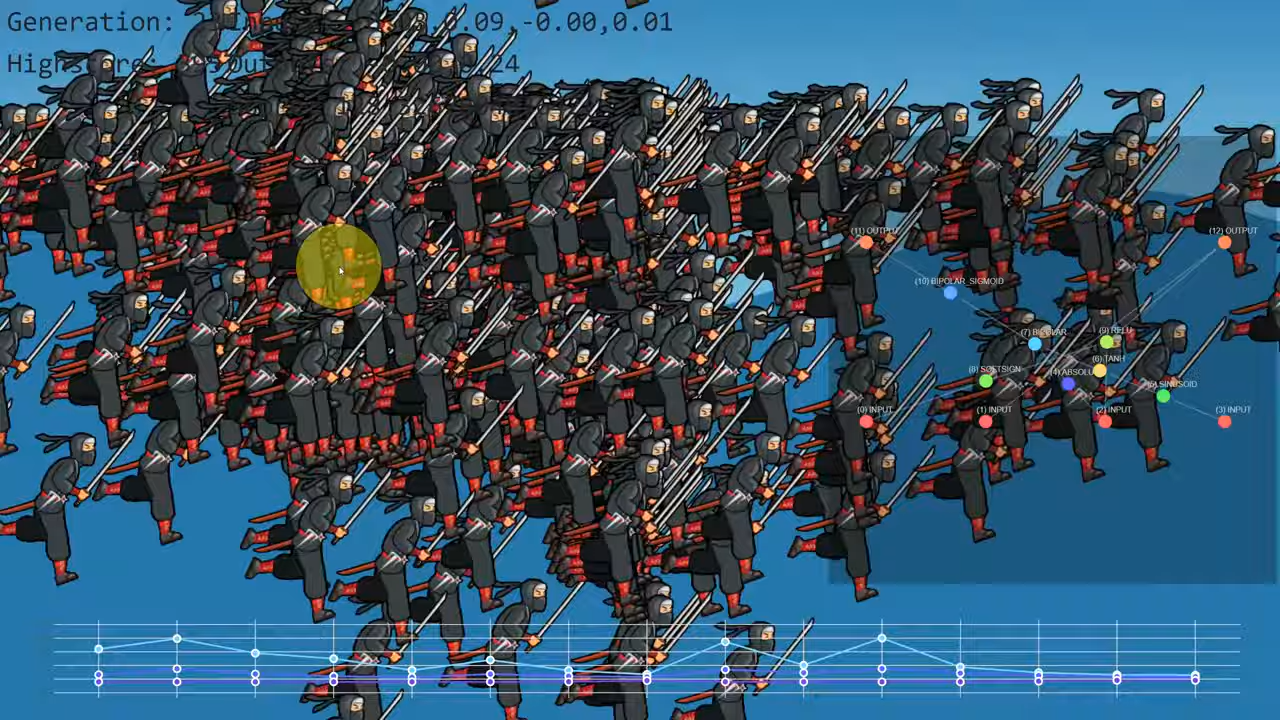 Generation:
.09,-0.00,0.01
24
(11) OUTPUT
(12) OUTPUT
(10) BIPOLAR_SIGMOID
(7) BIPOLAR
(9) RELU
(6) TANH
(8) SOFTSIGN
(4) ABSOLU
(5) SINUSOID
(0) INPUT
(1) INPUT
(2) INPUT
(3) INPUT